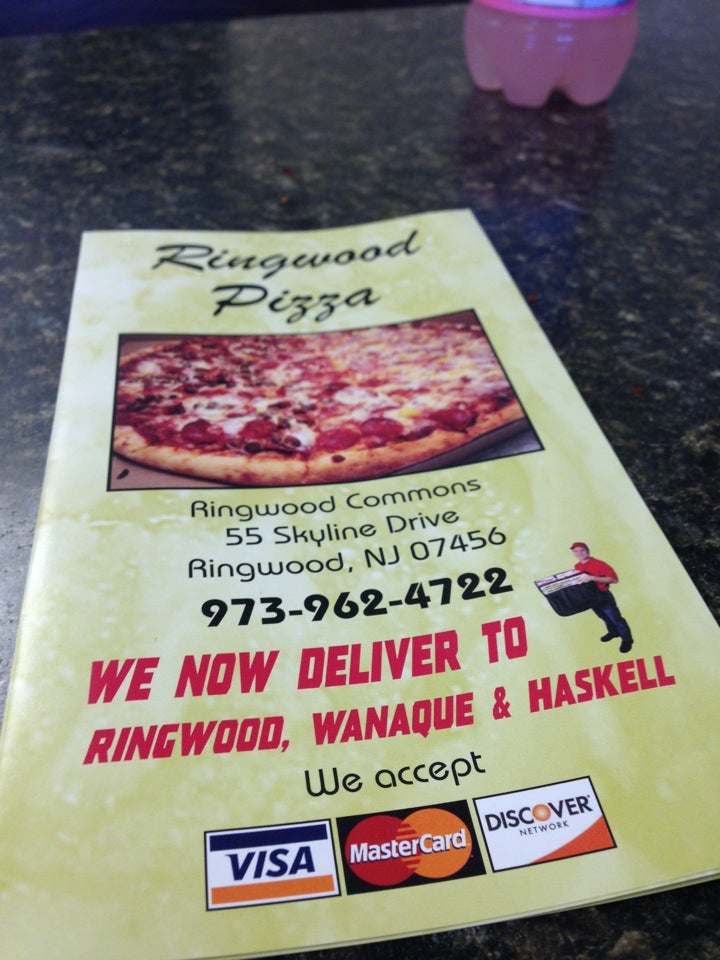 Ringwood
Pizza
Ringwood Commons
55 Skyline Drive
Ringwood, NJ 07456
973-962-4722
WE NOW DELIVER TO
RINGWOOD, WANAQUE & HASKELL
We accept
VISA
MasterCard
DISCOVER
NETWORK